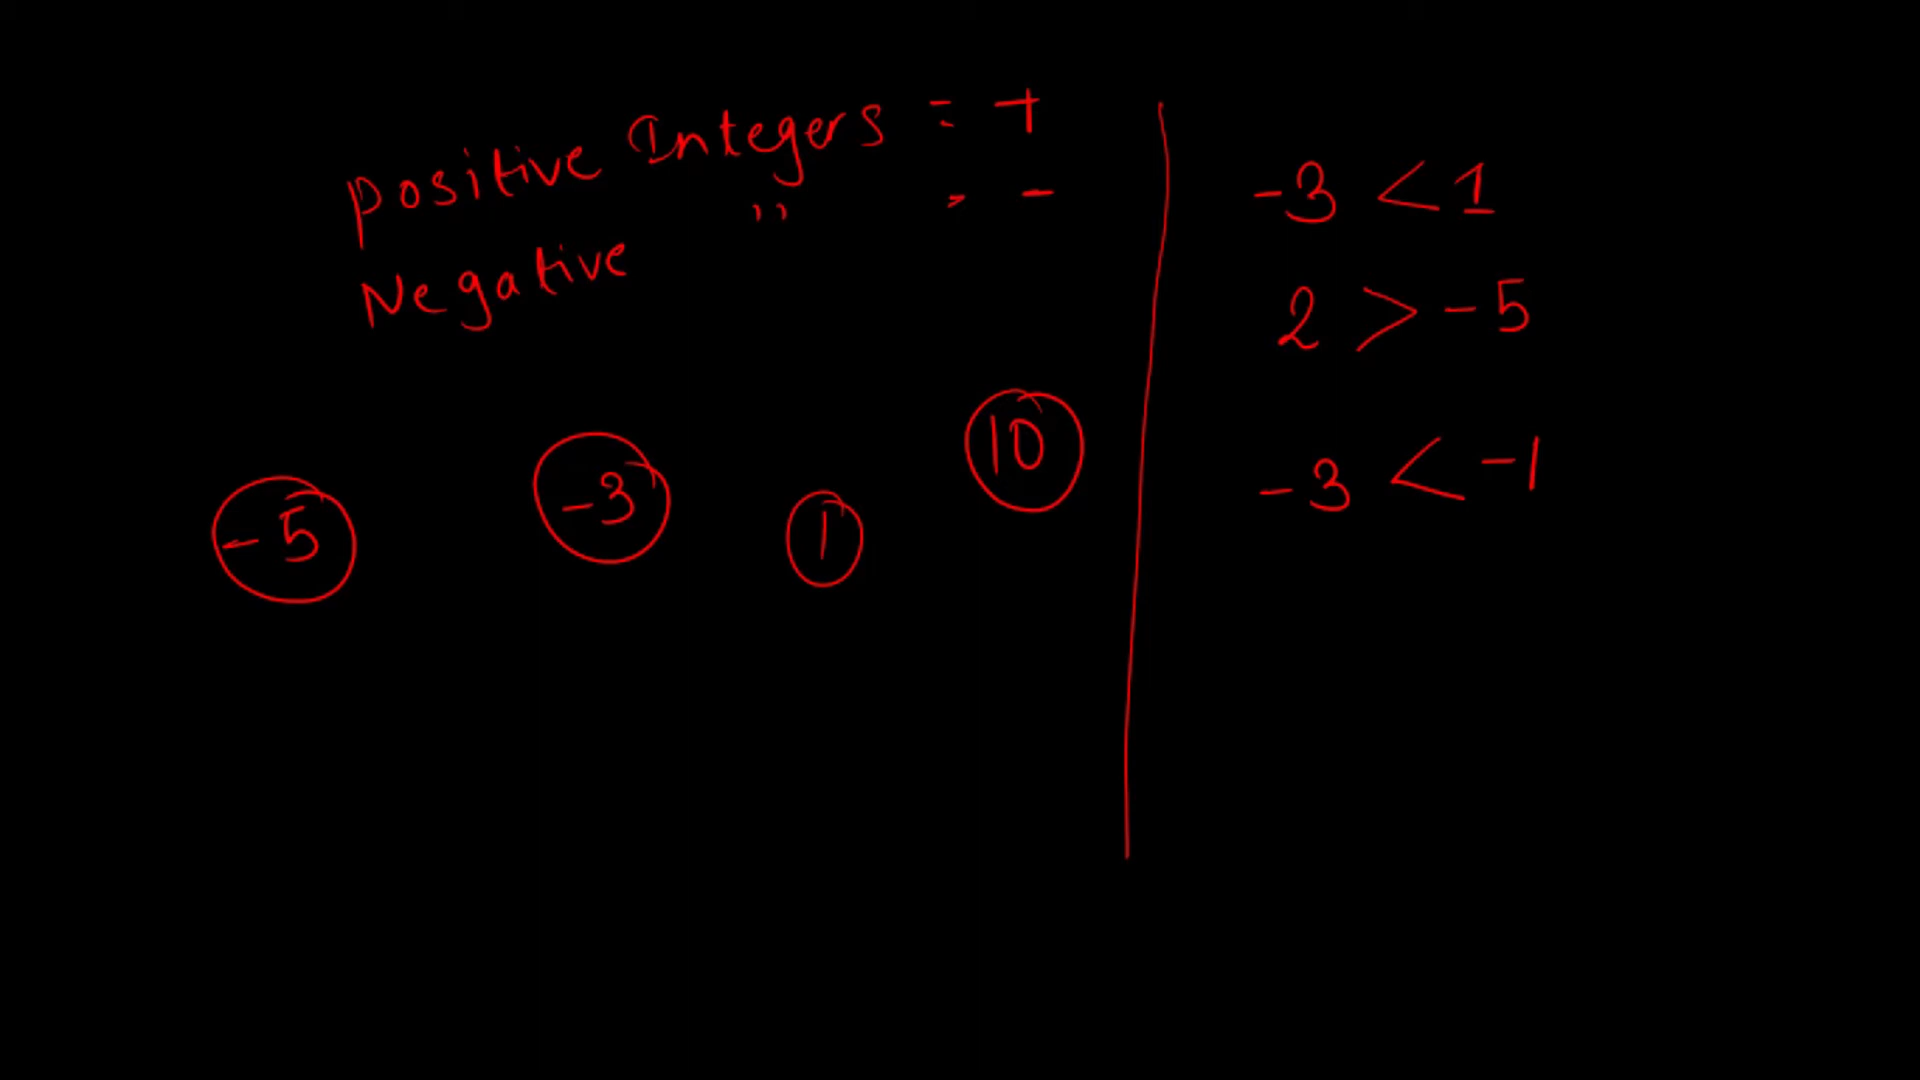 Positive Integers = +
Negative " = -
-5 -3 1 10
-3 < 1
2 > -5
-3 < -1